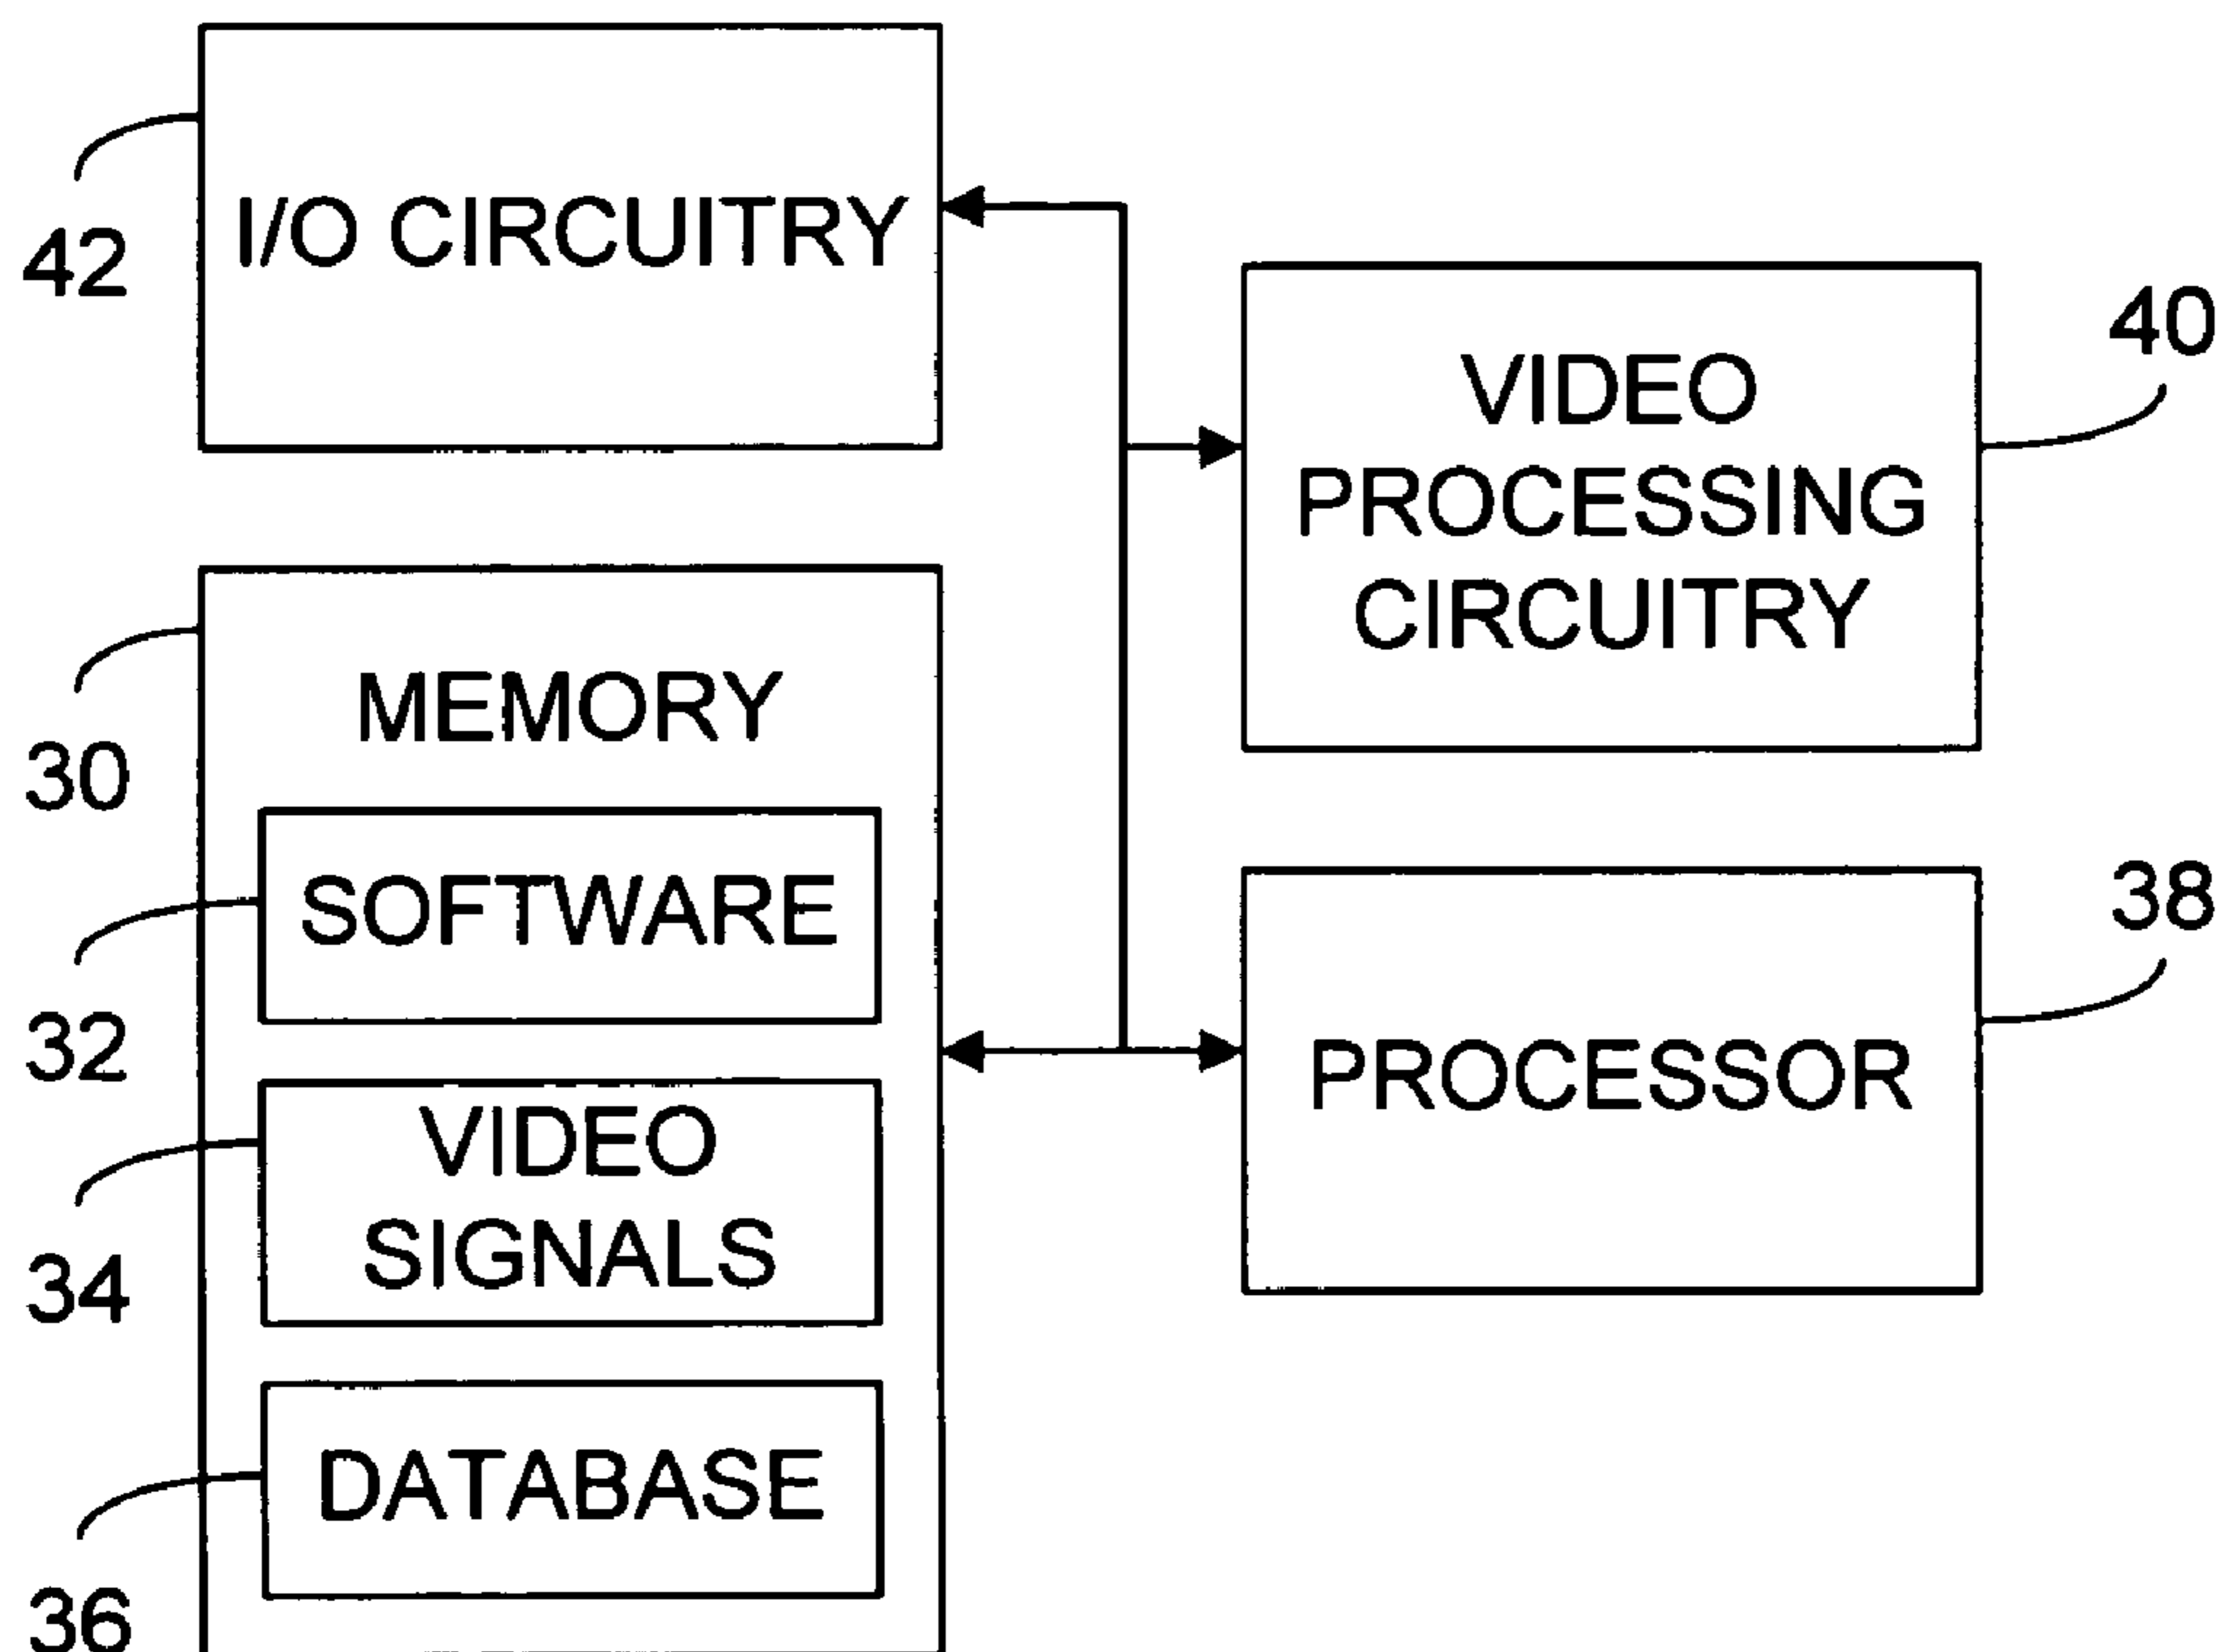 I/O CIRCUITRY
42
VIDEO
PROCESSING
CIRCUITRY
40
MEMORY
30
SOFTWARE
32
VIDEO
SIGNALS
34
DATABASE
36
PROCESSOR
38